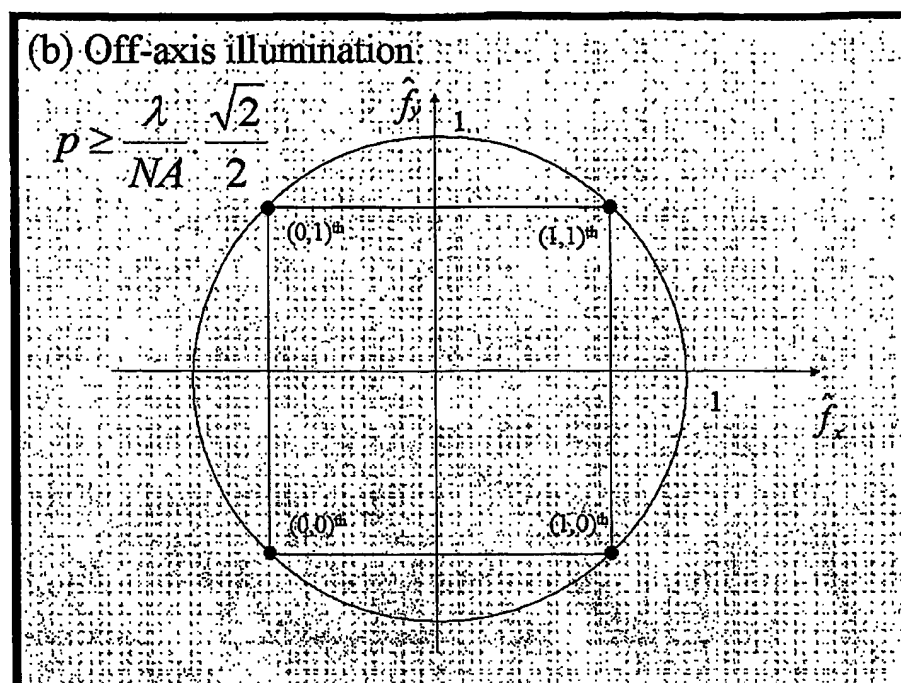 (b) Off-axis illumination:
p ≥ λ/NA · √2/2
f̂y
1
(0,1)th
(1,1)th
1
f̂x
(0,0)th
(1,0)th